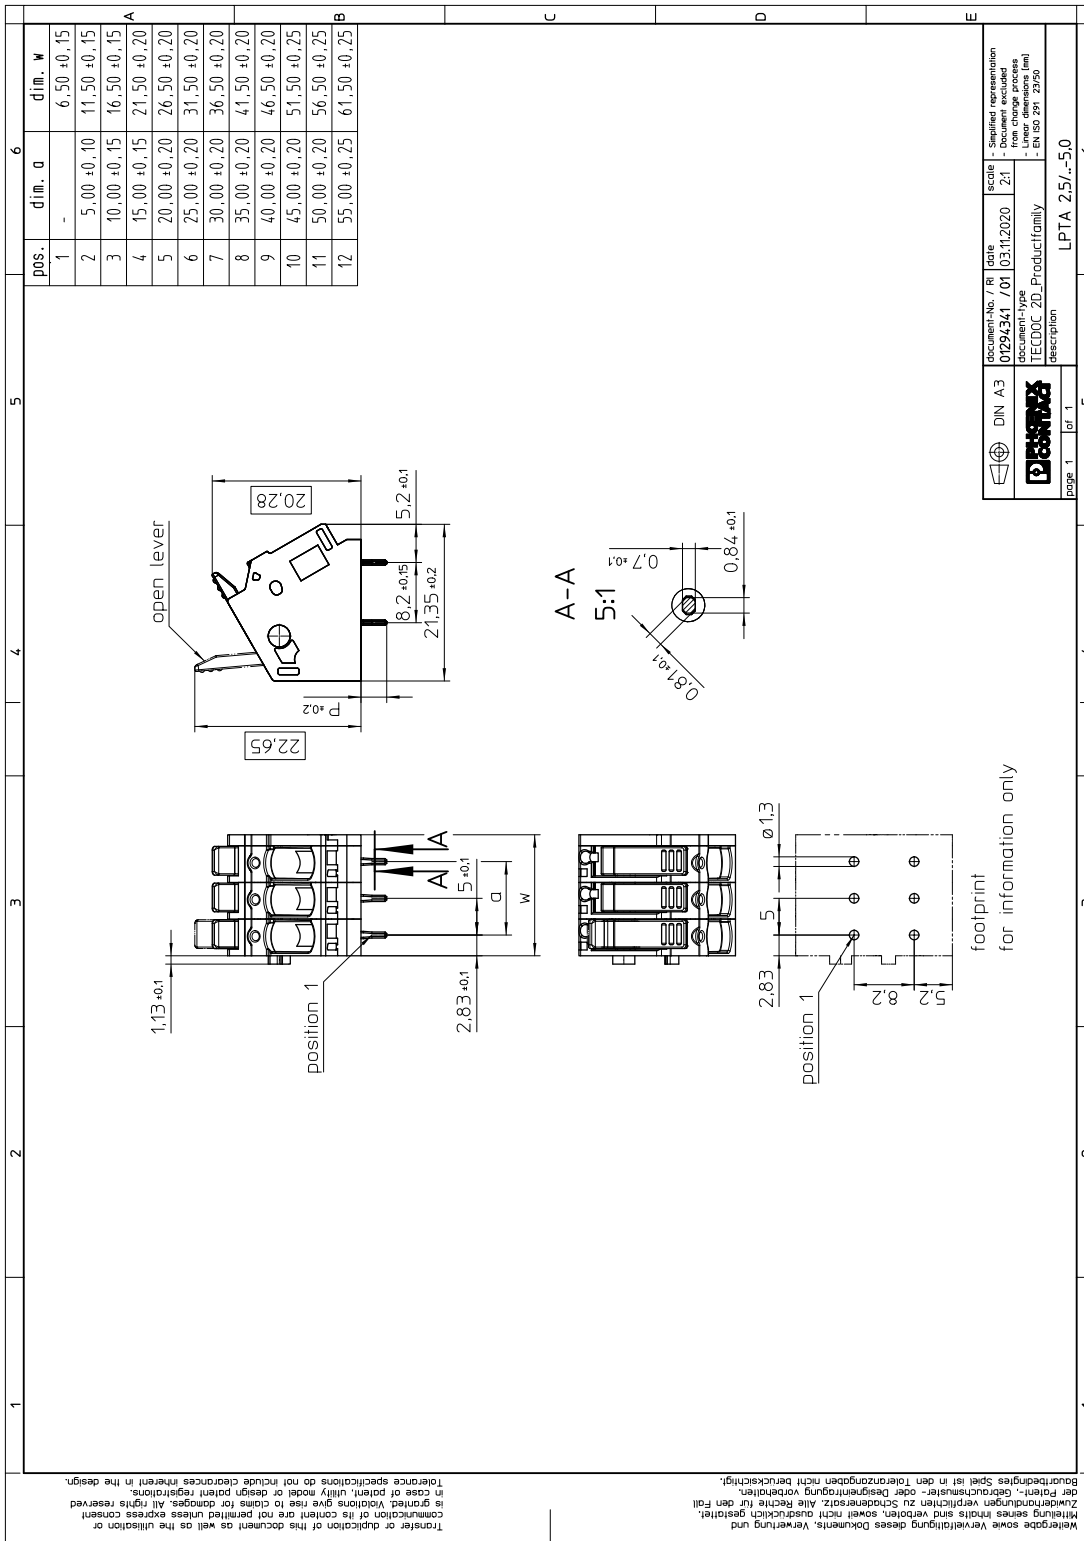 1
2
3
4
5
6
A
B
C
D
E
pos. dim. a dim. w
1 - 6,50 ±0,15
2 5,00 ±0,10 11,50 ±0,15
3 10,00 ±0,15 16,50 ±0,15
4 15,00 ±0,15 21,50 ±0,20
5 20,00 ±0,20 26,50 ±0,20
6 25,00 ±0,20 31,50 ±0,20
7 30,00 ±0,20 36,50 ±0,20
8 35,00 ±0,20 41,50 ±0,20
9 40,00 ±0,20 46,50 ±0,20
10 45,00 ±0,20 51,50 ±0,25
11 50,00 ±0,20 56,50 ±0,25
12 55,00 ±0,25 61,50 ±0,25
1,13 ±0,1
position 1
2,83 ±0,1
5 ±0,1
a
w
A
A
22,65
open lever
20,28
P ±0,2
8,2 ±0,15
5,2 ±0,1
21,35 ±0,2
A-A
5:1
0,7 ±0,1
0,84 ±0,1
0,81 ±0,1
2,83
5
ø1,3
position 1
8,2
5,2
footprint
for information only
DIN A3
PHOENIX
CONTACT
page 1 of 1
document-No. / RI
01294341 / 01
date
03.11.2020
scale
2:1
- Simplified representation
- Document excluded
from change process
- Linear dimensions [mm]
- EN ISO 291 23/50
document-type
TECDOC 2D_Productfamily
description
LPTA 2,5/..-5,0
Weitergabe sowie Vervielfältigung dieses Dokuments, Verwertung und
Mitteilung seines Inhalts sind verboten, soweit nicht ausdrücklich gestattet.
Zuwiderhandlungen verpflichten zu Schadenersatz. Alle Rechte für den Fall
der Patent-, Gebrauchsmuster- oder Designeintragung vorbehalten.
Bauartbedingtes Spiel ist in den Toleranzangaben nicht berücksichtigt.
Transfer or duplication of this document as well as the utilisation or
communication of its content are not permitted unless express consent
is granted. Violations give rise to claims for damages. All rights reserved
in case of patent, utility model or design patent registrations.
Tolerance specifications do not include clearances inherent in the design.